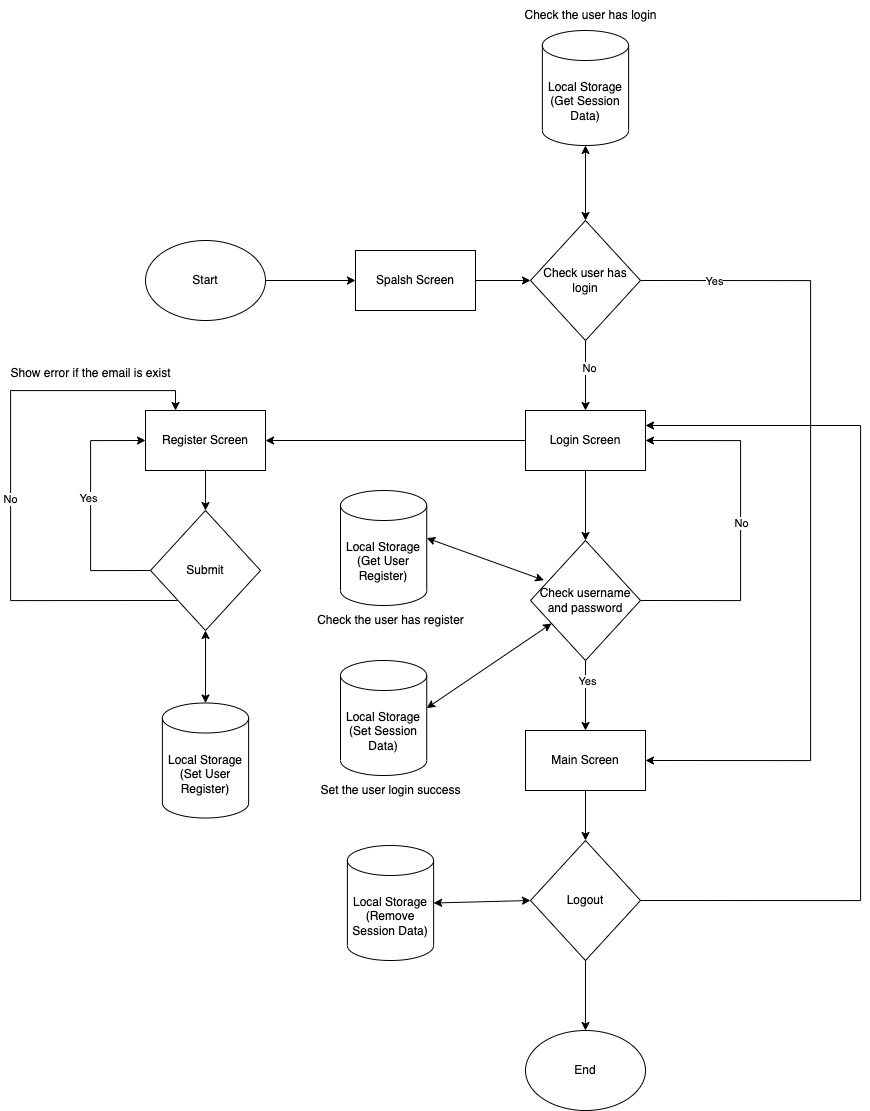 Check the user has login
Local Storage
(Get Session
Data)
Start
Spalsh Screen
Check user has
login
Yes
No
Show error if the email is exist
Register Screen
Login Screen
No
Yes
No
Local Storage
(Get User
Register)
Submit
Check username
and password
Check the user has register
Yes
Local Storage
(Set Session
Data)
Local Storage
(Set User
Register)
Main Screen
Set the user login success
Local Storage
(Remove
Session Data)
Logout
End